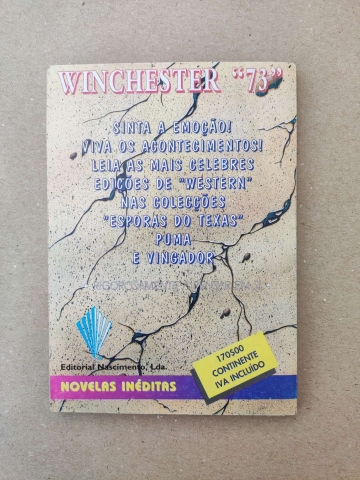 WINCHESTER "73"
SINTA A EMOÇÃO!
VIVA OS ACONTECIMENTOS!
LEIA AS MAIS CELEBRES
EDIÇÕES DE "WESTERN"
NAS COLECÇÕES
"ESPORAS DO TEXAS"
PUMA
E VINGADOR
Editorial Nascimento, Lda.
170$00
CONTINENTE
IVA INCLUÍDO
NOVELAS INÉDITAS